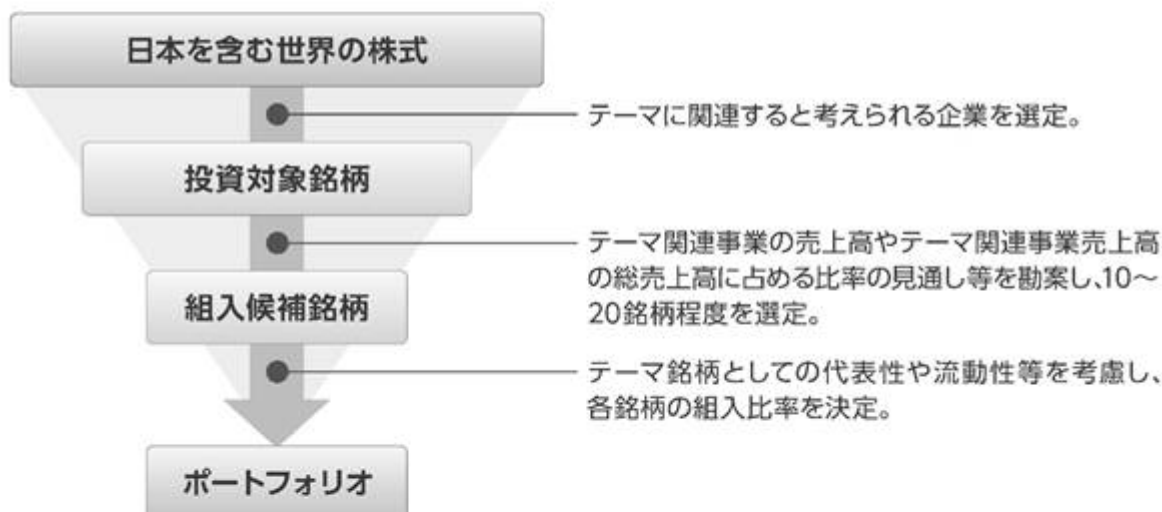 日本を含む世界の株式
テーマに関連すると考えられる企業を選定。
投資対象銘柄
テーマ関連事業の売上高やテーマ関連事業売上高
の総売上高に占める比率の見通し等を勘案し、10～
20銘柄程度を選定。
組入候補銘柄
テーマ銘柄としての代表性や流動性等を考慮し、
各銘柄の組入比率を決定。
ポートフォリオ